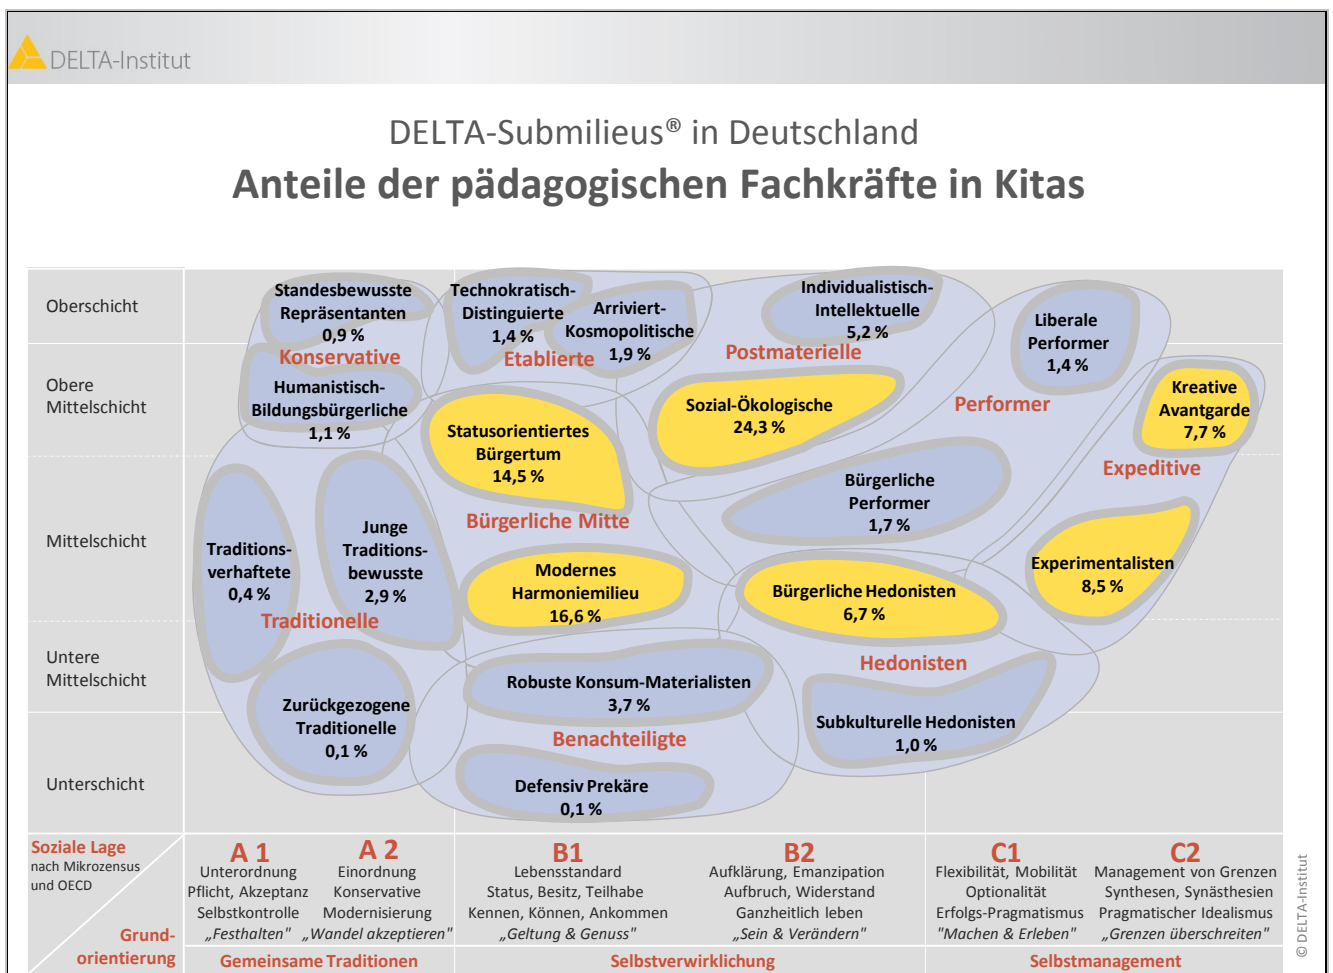 DELTA-Institut
DELTA-Submilieus® in Deutschland
Anteile der pädagogischen Fachkräfte in Kitas
Oberschicht
Obere
Mittelschicht
Mittelschicht
Untere
Mittelschicht
Unterschicht
Standesbewusste
Repräsentanten
0,9 %
Konservative
Humanistisch-
Bildungsbürgerliche
1,1 %
Technokratisch-
Distinguierte
1,4 %
Arriviert-
Kosmopolitische
1,9 %
Etablierte
Individualistisch-
Intellektuelle
5,2 %
Postmaterielle
Sozial-Ökologische
24,3 %
Liberale
Performer
1,4 %
Performer
Bürgerliche
Performer
1,7 %
Kreative
Avantgarde
7,7 %
Expeditive
Experimentalisten
8,5 %
Statusorientiertes
Bürgertum
14,5 %
Bürgerliche Mitte
Modernes
Harmoniemilieu
16,6 %
Traditions-
verhaftete
0,4 %
Junge
Traditions-
bewusste
2,9 %
Traditionelle
Zurückgezogene
Traditionelle
0,1 %
Bürgerliche Hedonisten
6,7 %
Hedonisten
Subkulturelle Hedonisten
1,0 %
Robuste Konsum-Materialisten
3,7 %
Benachteiligte
Defensiv Prekäre
0,1 %
Soziale Lage
nach Mikrozensus
und OECD
Grund-
orientierung
A 1
Unterordnung
Pflicht, Akzeptanz
Selbstkontrolle
„Festhalten"
A 2
Einordnung
Konservative
Modernisierung
„Wandel akzeptieren"
Gemeinsame Traditionen
B1
Lebensstandard
Status, Besitz, Teilhabe
Kennen, Können, Ankommen
„Geltung & Genuss"
B2
Aufklärung, Emanzipation
Aufbruch, Widerstand
Ganzheitlich leben
„Sein & Verändern"
Selbstverwirklichung
C1
Flexibilität, Mobilität
Optionalität
Erfolgs-Pragmatismus
"Machen & Erleben"
C2
Management von Grenzen
Synthesen, Synästhesien
Pragmatischer Idealismus
„Grenzen überschreiten"
Selbstmanagement
© DELTA-Institut